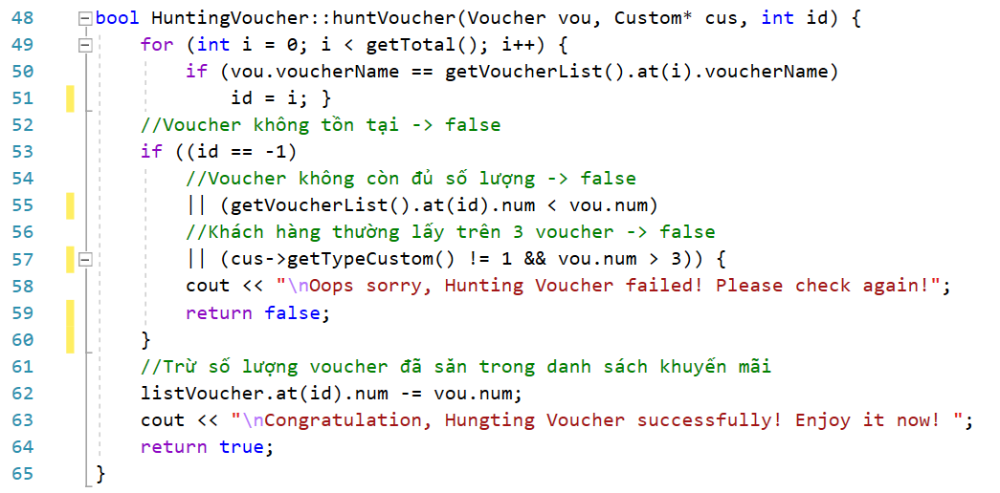 48 bool HuntingVoucher::huntVoucher(Voucher vou, Custom* cus, int id) {
49 for (int i = 0; i < getTotal(); i++) {
50 if (vou.voucherName == getVoucherList().at(i).voucherName)
51 id = i; }
52 //Voucher không tồn tại -> false
53 if ((id == -1)
54 //Voucher không còn đủ số lượng -> false
55 || (getVoucherList().at(id).num < vou.num)
56 //Khách hàng thường lấy trên 3 voucher -> false
57 || (cus->getTypeCustom() != 1 && vou.num > 3)) {
58 cout << "\nOops sorry, Hunting Voucher failed! Please check again!";
59 return false;
60 }
61 //Trừ số lượng voucher đã săn trong danh sách khuyến mãi
62 listVoucher.at(id).num -= vou.num;
63 cout << "\nCongratulation, Hungting Voucher successfully! Enjoy it now! ";
64 return true;
65 }